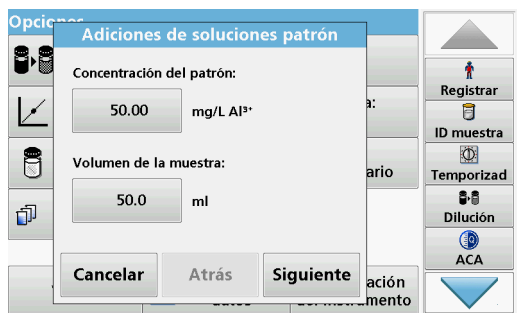 Opciones
Adiciones de soluciones patrón
Concentración del patrón:
50.00 mg/L Al³⁺
Volumen de la muestra:
50.0 ml
Cancelar
Atrás
Siguiente
Registrar
ID muestra
Temporizad
Dilución
ACA